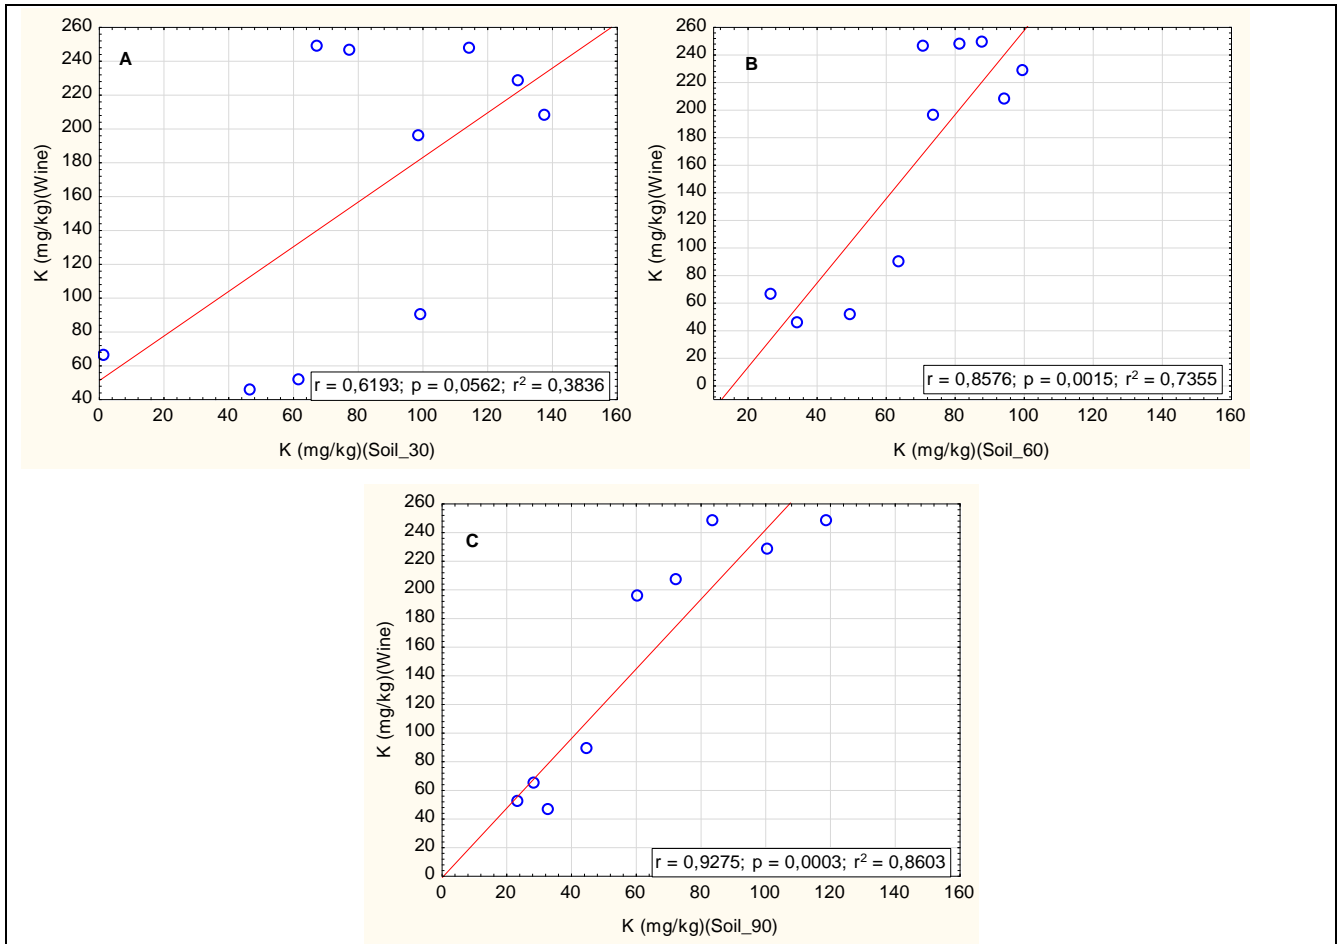 A
K (mg/kg)(Wine)
260
240
220
200
180
160
140
120
100
80
60
40
0 20 40 60 80 100 120 140 160
r = 0,6193; p = 0,0562; r² = 0,3836
K (mg/kg)(Soil_30)
B
K (mg/kg)(Wine)
260
240
220
200
180
160
140
120
100
80
60
40
20
0
20 40 60 80 100 120 140 160
r = 0,8576; p = 0,0015; r² = 0,7355
K (mg/kg)(Soil_60)
C
K (mg/kg)(Wine)
260
240
220
200
180
160
140
120
100
80
60
40
20
0
0 20 40 60 80 100 120 140 160
r = 0,9275; p = 0,0003; r² = 0,8603
K (mg/kg)(Soil_90)